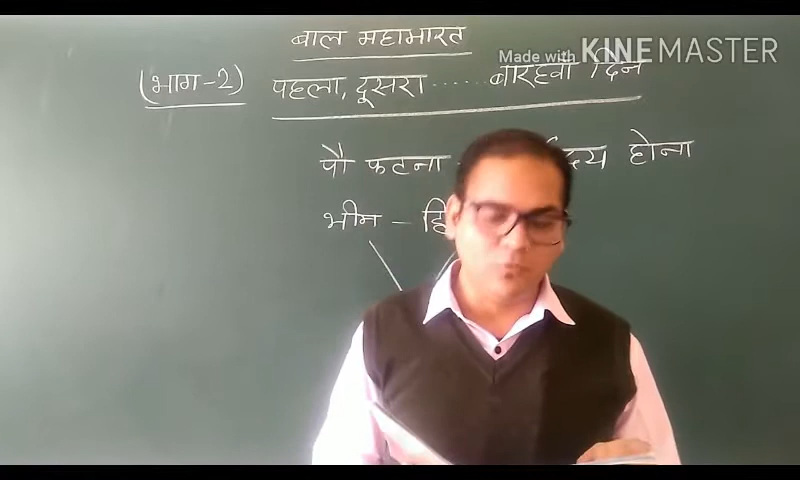 बाल महाभारत
Made with KINEMASTER
(भाग-2) पहला, दूसरा ...... बारहवाँ दिन
पौ फटना - होना
भीम -